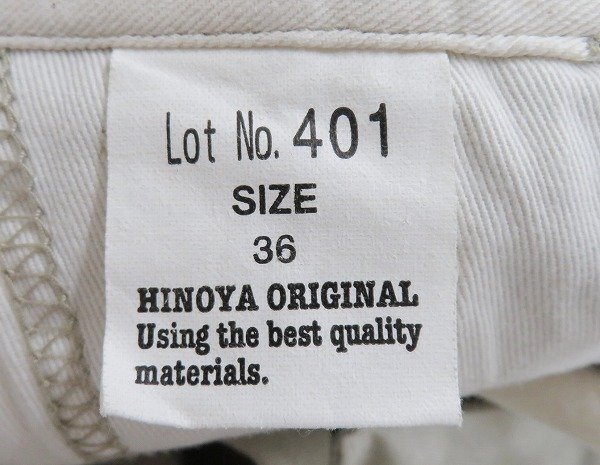 Lot No. 401
SIZE
36
HINOYA ORIGINAL
Using the best quality
materials.